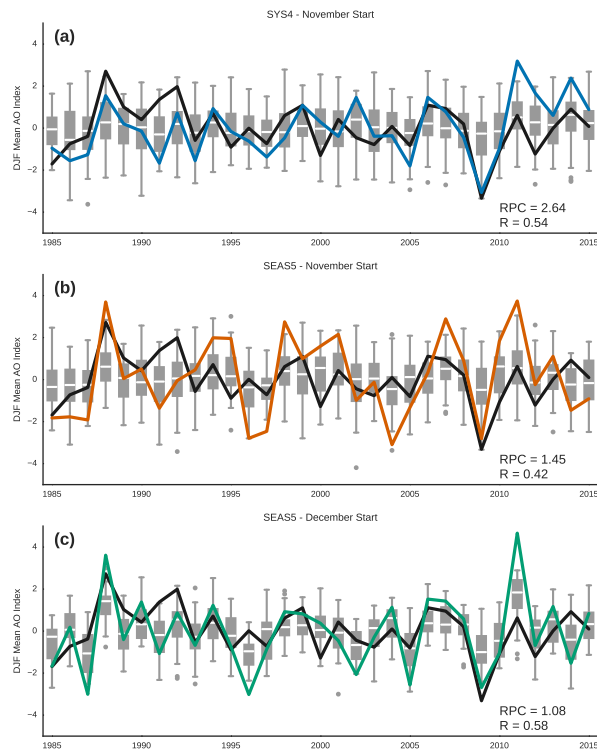 SYS4 - November Start
(a)
DJF Mean AO Index
4
2
0
−2
−4
RPC = 2.64
R = 0.54
1985 1990 1995 2000 2005 2010 2015
SEAS5 - November Start
(b)
DJF Mean AO Index
4
2
0
−2
−4
RPC = 1.45
R = 0.42
1985 1990 1995 2000 2005 2010 2015
SEAS5 - December Start
(c)
DJF Mean AO Index
4
2
0
−2
−4
RPC = 1.08
R = 0.58
1985 1990 1995 2000 2005 2010 2015